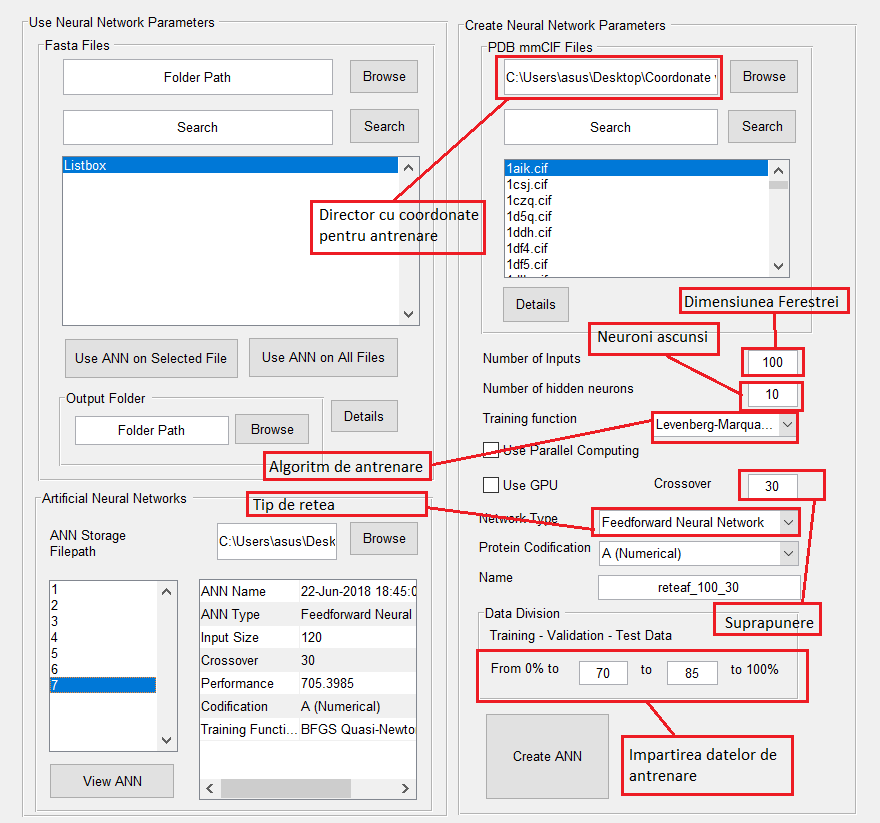 Use Neural Network Parameters
Fasta Files
Folder Path
Browse
Search
Search
Listbox
Use ANN on Selected File
Use ANN on All Files
Output Folder
Folder Path
Browse
Details
Artificial Neural Networks
ANN Storage
Filepath
C:\Users\asus\Desk
Browse
1
2
3
4
5
6
7
ANN Name 22-Jun-2018 18:45:0
ANN Type Feedforward Neural
Input Size 120
Crossover 30
Performance 705.3985
Codification A (Numerical)
Training Functi... BFGS Quasi-Newto
View ANN
Create Neural Network Parameters
PDB mmCIF Files
C:\Users\asus\Desktop\Coordonate
Browse
Search
Search
1aik.cif
1csj.cif
1czq.cif
1d5q.cif
1ddh.cif
1df4.cif
1df5.cif
Details
Director cu coordonate
pentru antrenare
Dimensiunea Ferestrei
Neuroni ascunsi
Number of Inputs 100
Number of hidden neurons 10
Training function Levenberg-Marqua...
Algoritm de antrenare
Use Parallel Computing
Use GPU
Crossover 30
Tip de retea
Network Type Feedforward Neural Network
Protein Codification A (Numerical)
Name reteaf_100_30
Suprapunere
Data Division
Training - Validation - Test Data
From 0% to 70 to 85 to 100%
Create ANN
Impartirea datelor de
antrenare